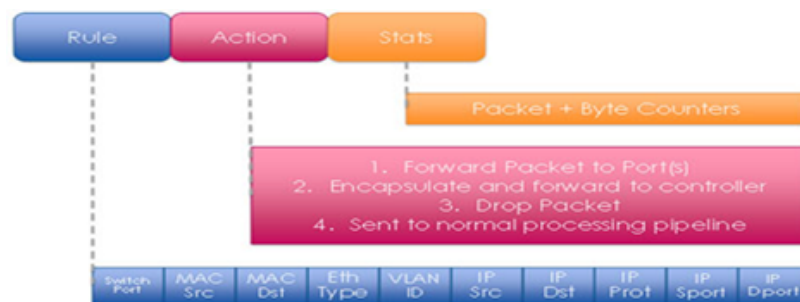 Rule Action Stats
Packet + Byte Counters
1. Forward Packet to Port(s)
2. Encapsulate and forward to controller
3. Drop Packet
4. Sent to normal processing pipeline
Switch MAC MAC Eth VLAN IP IP IP IP IP
Port Src Dst Type ID Src Dst Prot Sport Dport